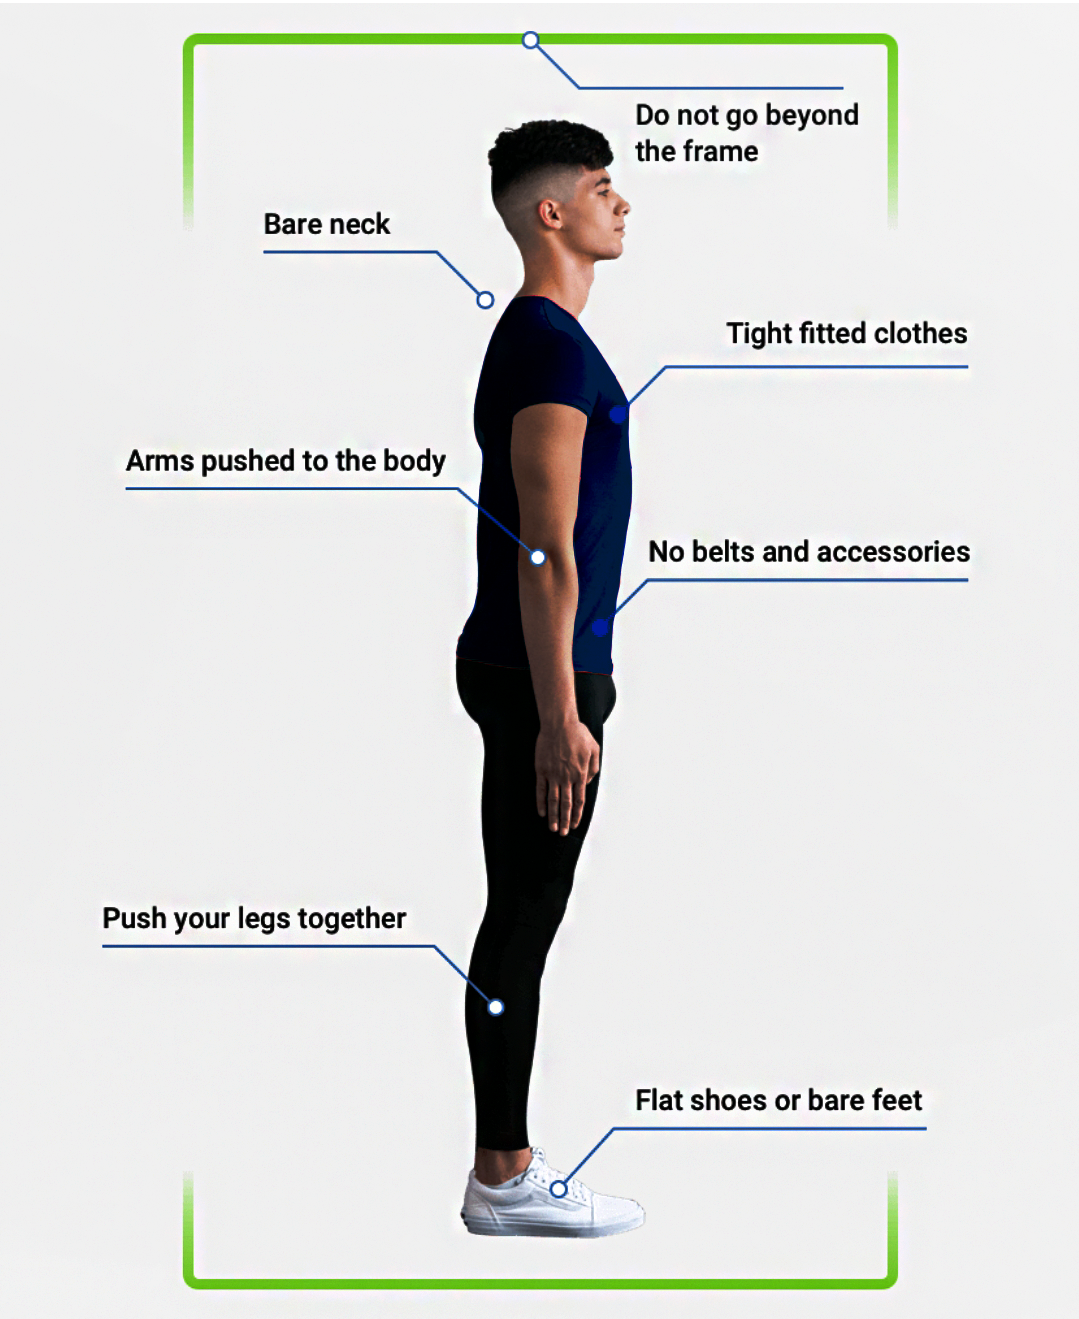 Do not go beyond
the frame
Bare neck
Tight fitted clothes
Arms pushed to the body
No belts and accessories
Push your legs together
Flat shoes or bare feet